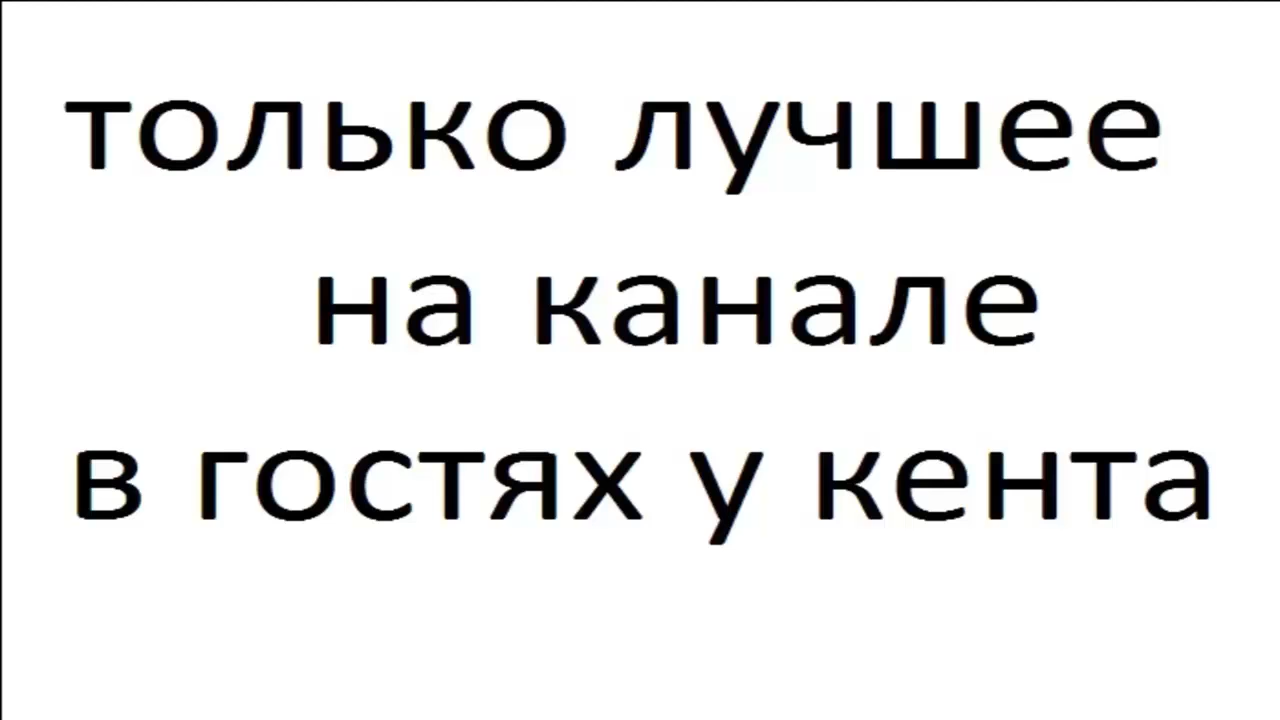 только лучшее
на канале
в гостях у кента